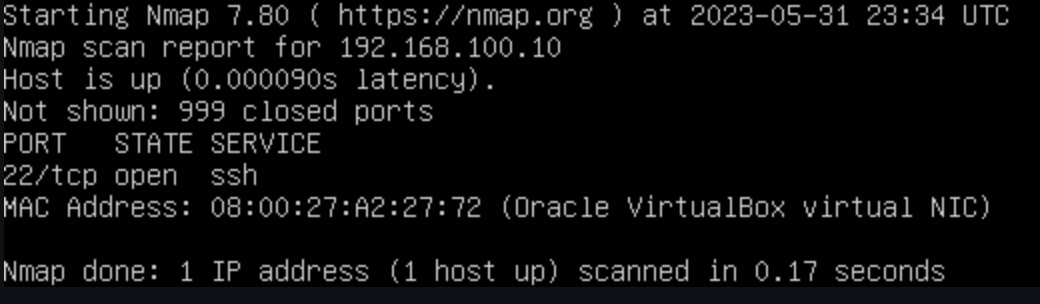 Starting Nmap 7.80 ( https://nmap.org ) at 2023-05-31 23:34 UTC
Nmap scan report for 192.168.100.10
Host is up (0.000090s latency).
Not shown: 999 closed ports
PORT   STATE SERVICE
22/tcp open  ssh
MAC Address: 08:00:27:A2:27:72 (Oracle VirtualBox virtual NIC)

Nmap done: 1 IP address (1 host up) scanned in 0.17 seconds